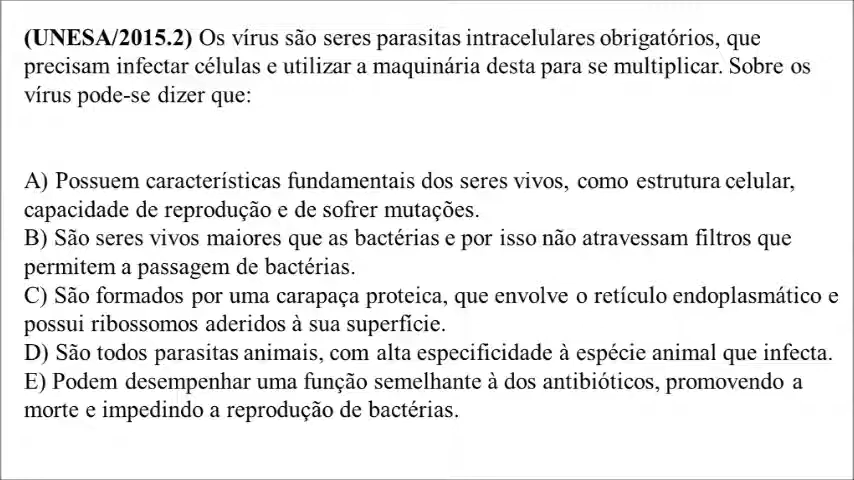 (UNESA/2015.2) Os vírus são seres parasitas intracelulares obrigatórios, que
precisam infectar células e utilizar a maquinária desta para se multiplicar. Sobre os
vírus pode-se dizer que:
A) Possuem características fundamentais dos seres vivos, como estrutura celular,
capacidade de reprodução e de sofrer mutações.
B) São seres vivos maiores que as bactérias e por isso não atravessam filtros que
permitem a passagem de bactérias.
C) São formados por uma carapaça proteica, que envolve o retículo endoplasmático e
possui ribossomos aderidos à sua superfície.
D) São todos parasitas animais, com alta especificidade à espécie animal que infecta.
E) Podem desempenhar uma função semelhante à dos antibióticos, promovendo a
morte e impedindo a reprodução de bactérias.